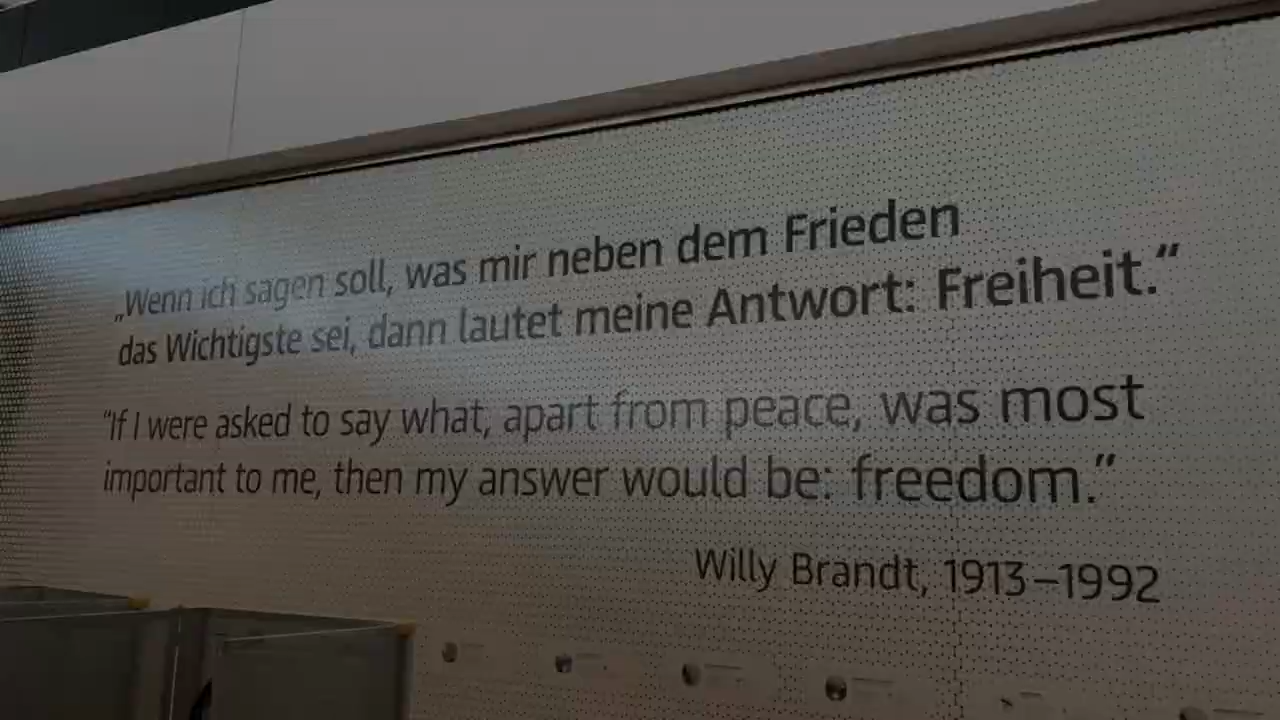 „Wenn ich sagen soll, was mir neben dem Frieden
das Wichtigste sei, dann lautet meine Antwort: Freiheit.“
“If I were asked to say what, apart from peace, was most
important to me, then my answer would be: freedom.”
Willy Brandt, 1913–1992